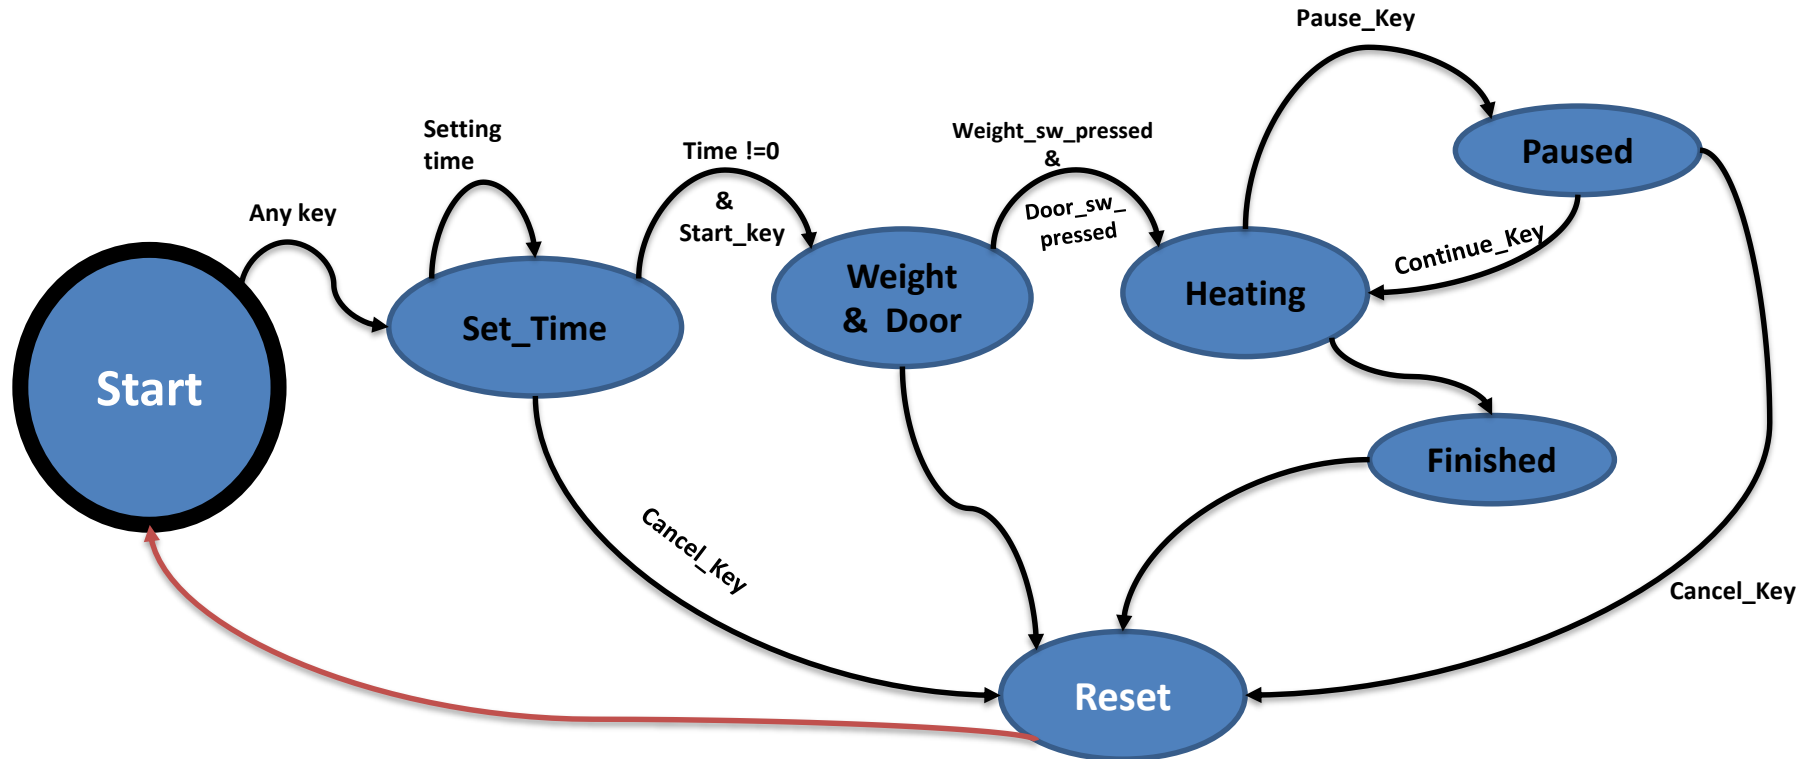 Pause_Key
Setting
time
Time !=0
&
Start_key
Weight_sw_pressed
&
Door_sw_
pressed
Paused
Any key
Continue_Key
Weight
& Door
Heating
Set_Time
Start
Finished
Cancel_Key
Cancel_Key
Reset